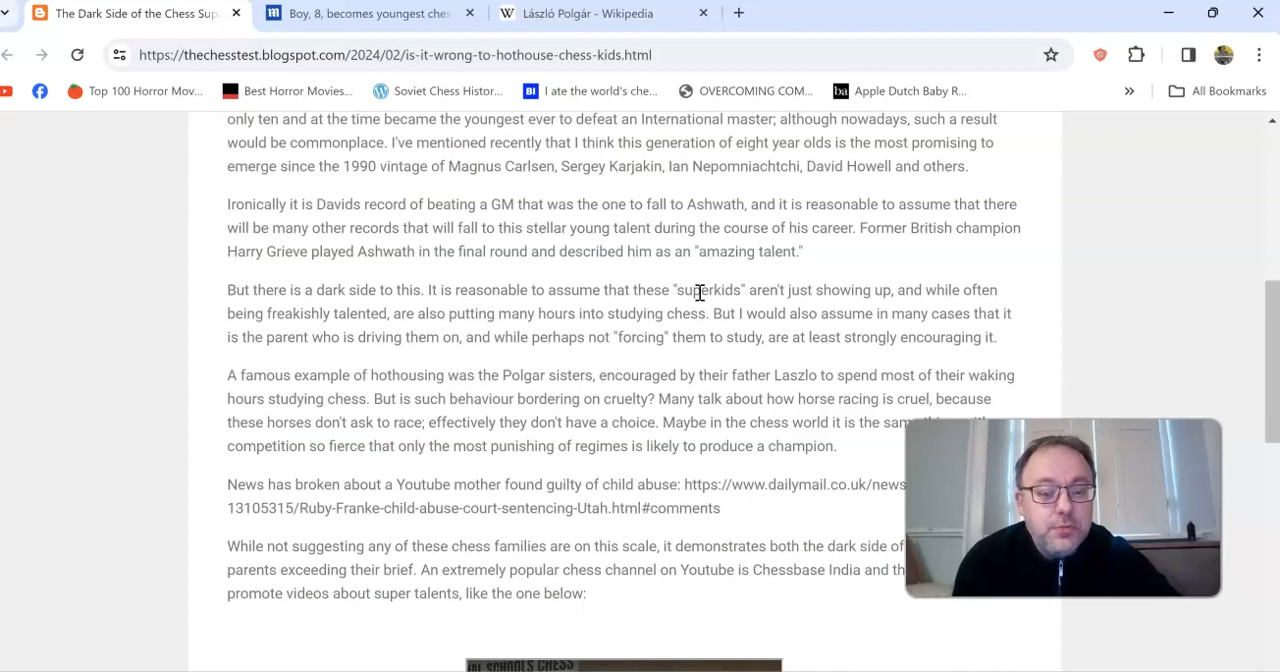 The Dark Side of the Chess Sup
Boy, 8, becomes youngest ches
László Polgár - Wikipedia
https://thechesstest.blogspot.com/2024/02/is-it-wrong-to-hothouse-chess-kids.html
Top 100 Horror Mov...
Best Horror Movies...
Soviet Chess Histor...
I ate the world's che...
OVERCOMING COM...
Apple Dutch Baby R...
All Bookmarks
only ten and at the time became the youngest ever to defeat an International master; although nowadays, such a result
would be commonplace. I've mentioned recently that I think this generation of eight year olds is the most promising to
emerge since the 1990 vintage of Magnus Carlsen, Sergey Karjakin, Ian Nepomniachtchi, David Howell and others.
Ironically it is Davids record of beating a GM that was the one to fall to Ashwath, and it is reasonable to assume that there
will be many other records that will fall to this stellar young talent during the course of his career. Former British champion
Harry Grieve played Ashwath in the final round and described him as an "amazing talent."
But there is a dark side to this. It is reasonable to assume that these "superkids" aren't just showing up, and while often
being freakishly talented, are also putting many hours into studying chess. But I would also assume in many cases that it
is the parent who is driving them on, and while perhaps not "forcing" them to study, are at least strongly encouraging it.
A famous example of hothousing was the Polgar sisters, encouraged by their father Laszlo to spend most of their waking
hours studying chess. But is such behaviour bordering on cruelty? Many talk about how horse racing is cruel, because
these horses don't ask to race; effectively they don't have a choice. Maybe in the chess world it is the
competition so fierce that only the most punishing of regimes is likely to produce a champion.
News has broken about a Youtube mother found guilty of child abuse: https://www.dailymail.co.uk/news
13105315/Ruby-Franke-child-abuse-court-sentencing-Utah.html#comments
While not suggesting any of these chess families are on this scale, it demonstrates both the dark side of
parents exceeding their brief. An extremely popular chess channel on Youtube is Chessbase India and
promote videos about super talents, like the one below:
SCHOOLS CHESS